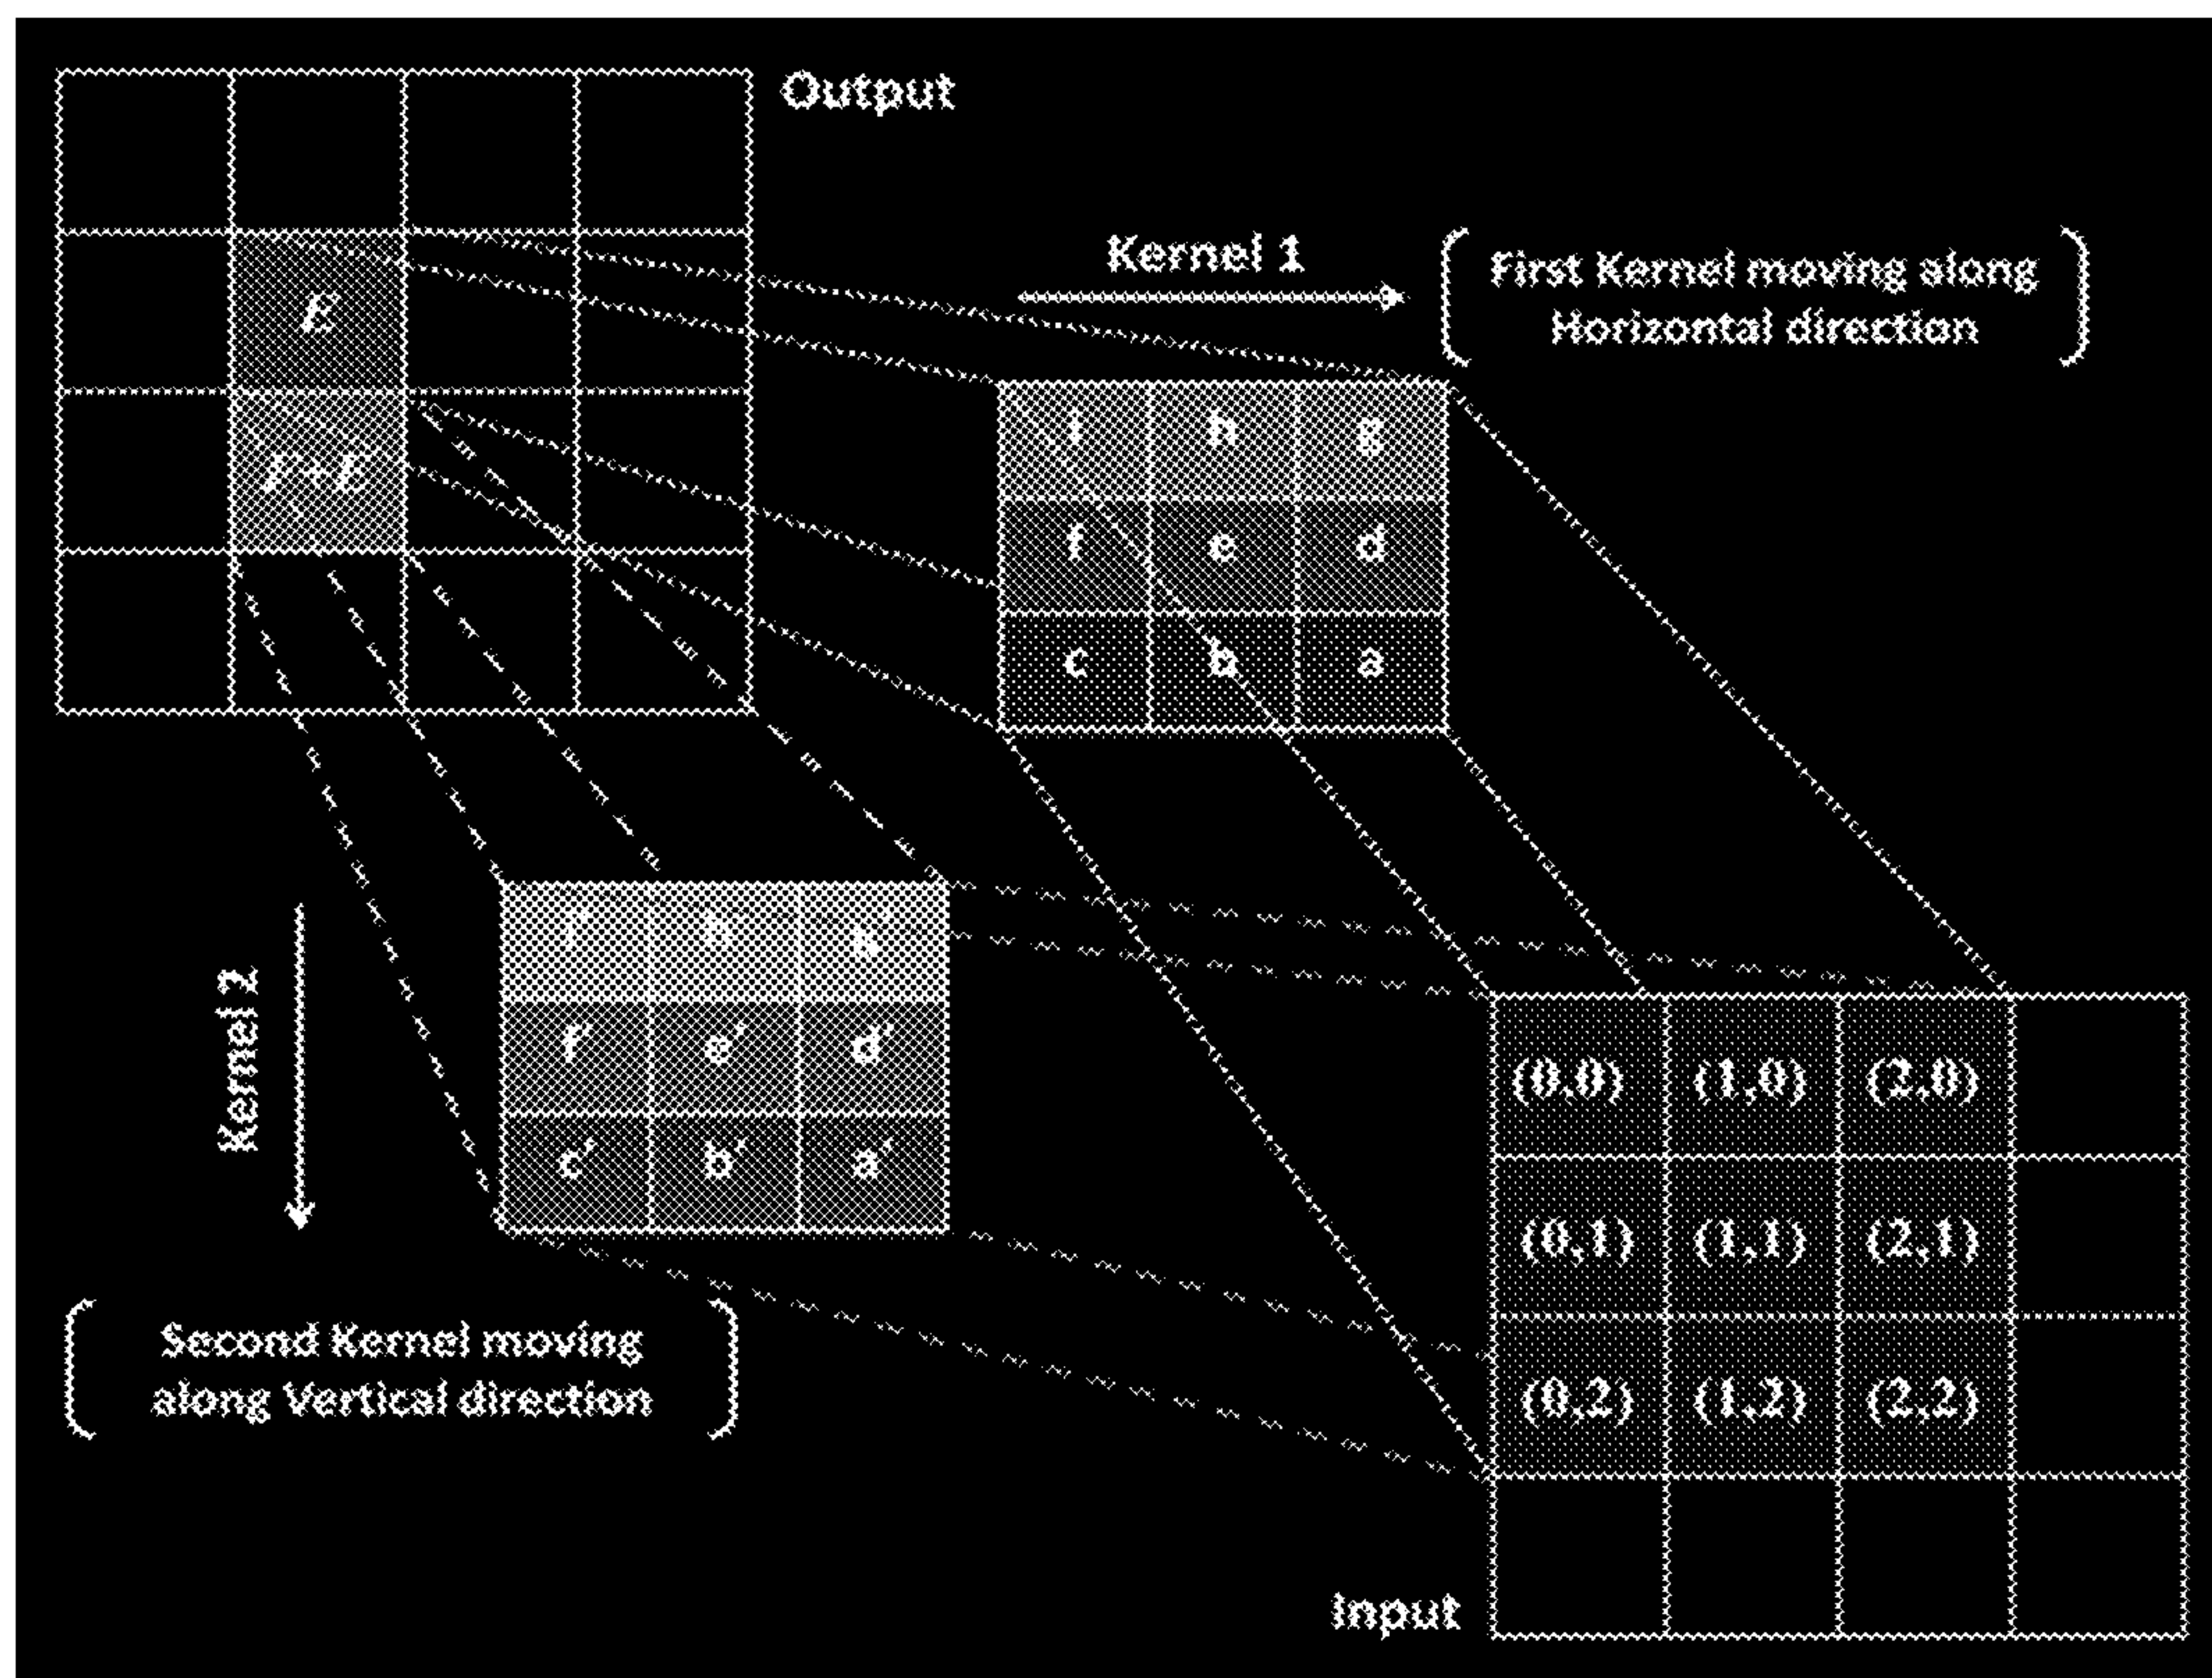 Output
E
Kernel 1
First Kernel moving along
Horizontal direction
h g
f e d
c b a
Kernel 2
f′ e′ d′
c′ b′ a′
Second Kernel moving
along Vertical direction
(0,0) (1,0) (2,0)
(0,1) (1,1) (2,1)
(0,2) (1,2) (2,2)
Input